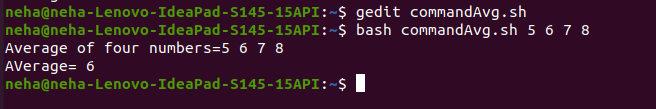 neha@neha-Lenovo-IdeaPad-S145-15API:~$ gedit commandAvg.sh
neha@neha-Lenovo-IdeaPad-S145-15API:~$ bash commandAvg.sh 5 6 7 8
Average of four numbers=5 6 7 8
AVerage= 6
neha@neha-Lenovo-IdeaPad-S145-15API:~$